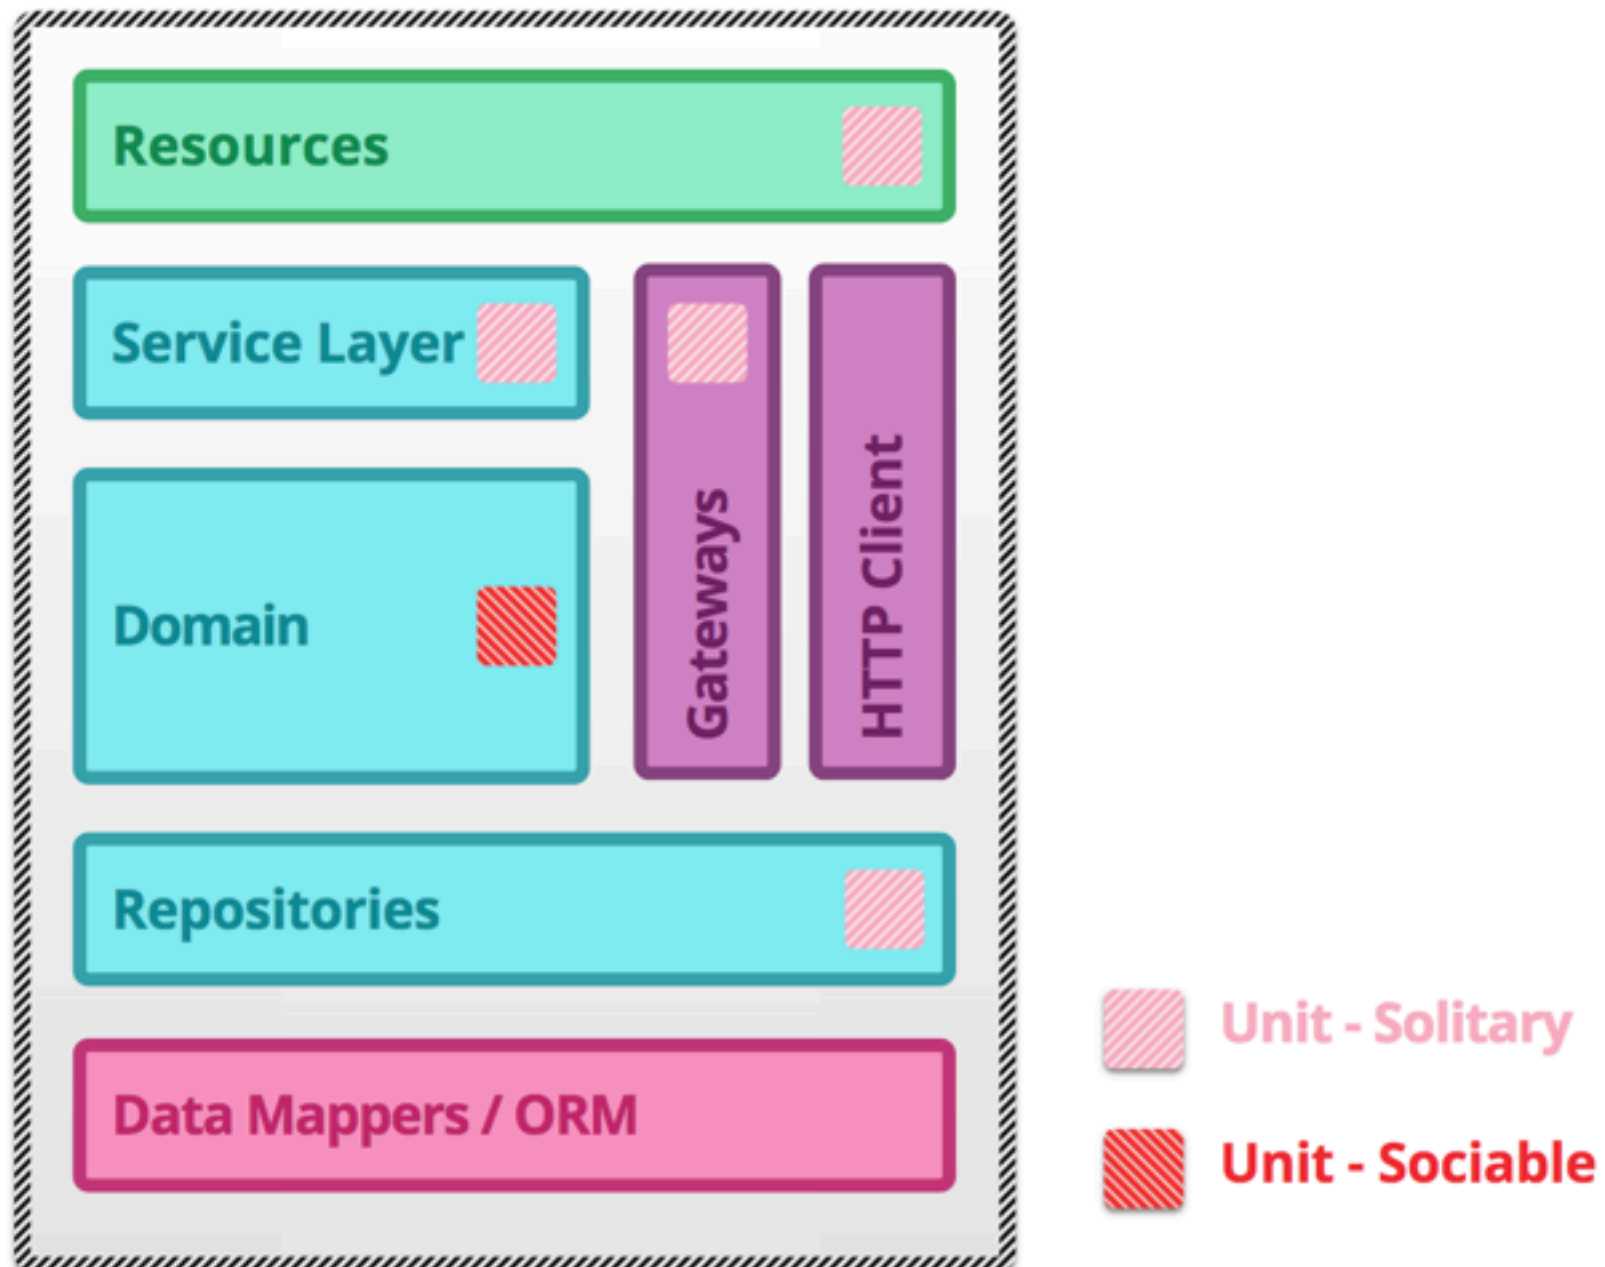 Resources
Service Layer
Gateways
HTTP Client
Domain
Repositories
Data Mappers / ORM
Unit - Solitary
Unit - Sociable